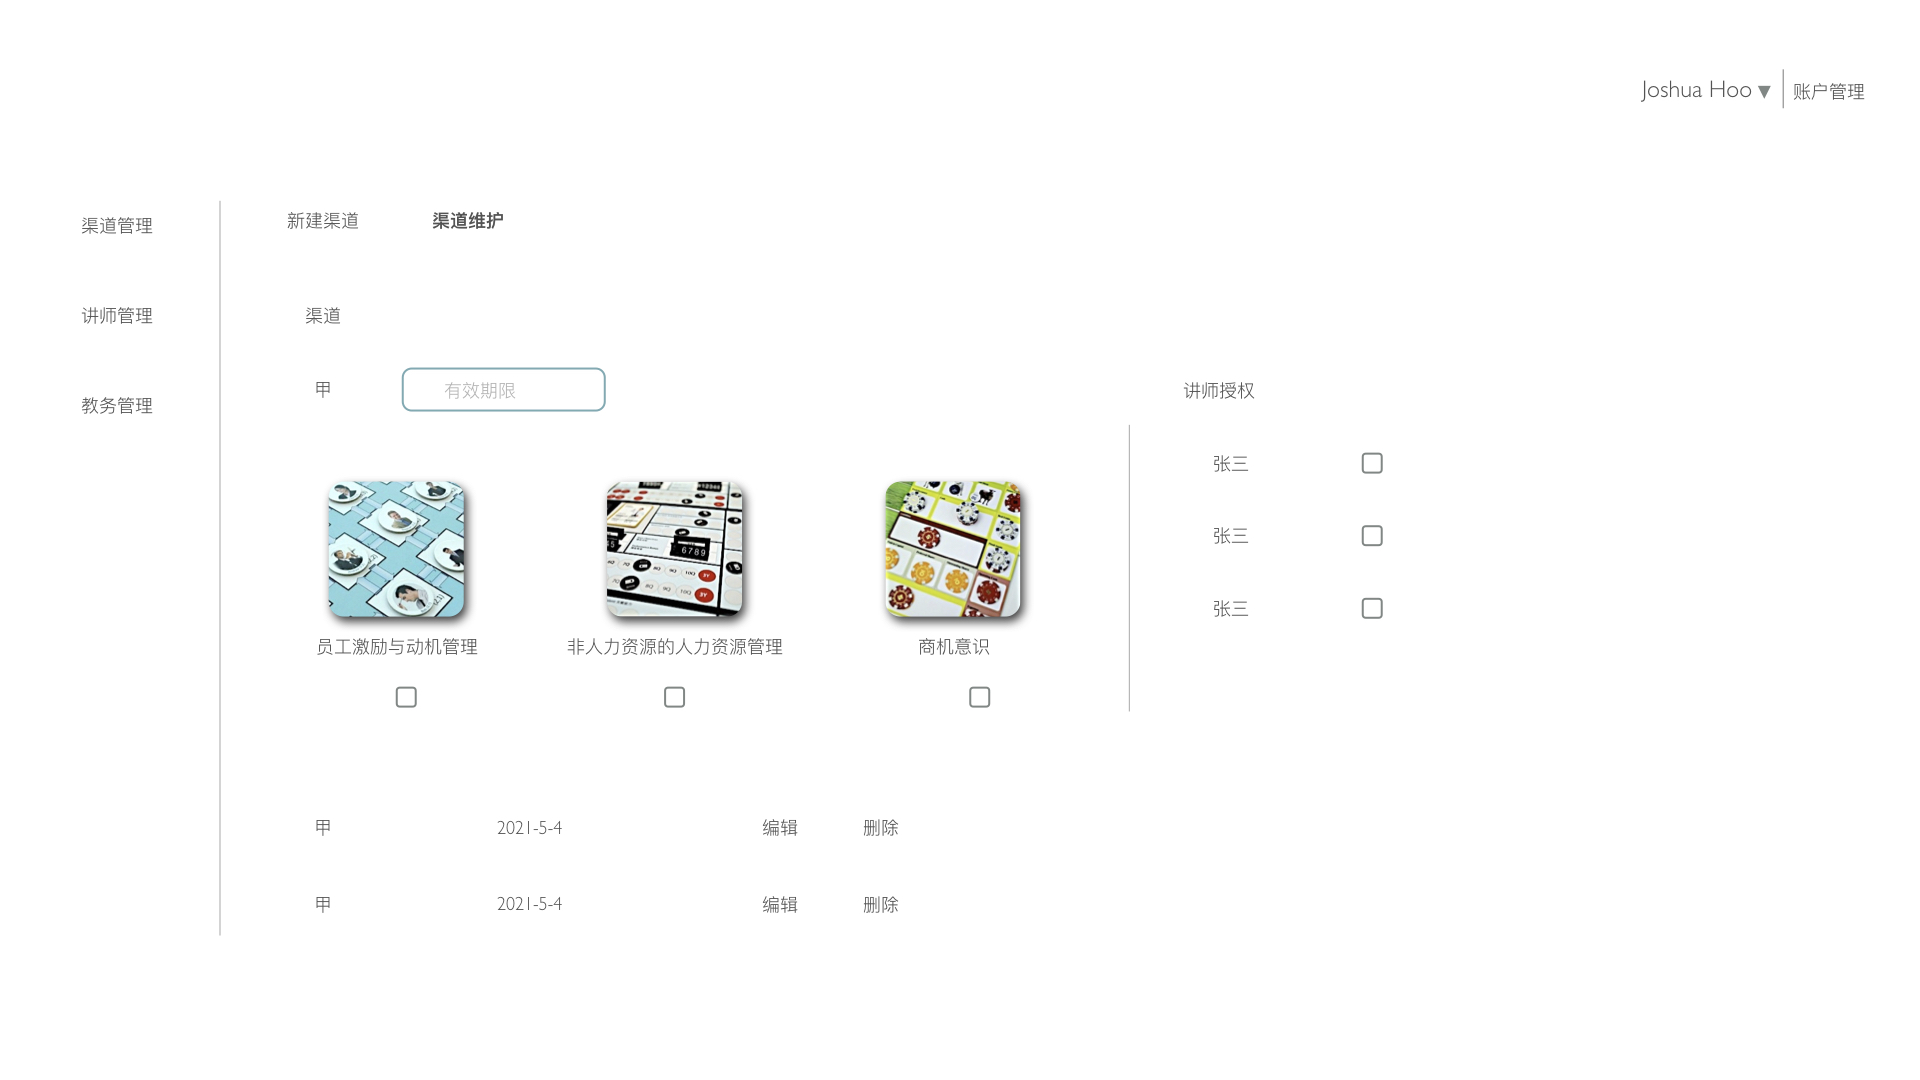 Joshua Hoo ▼ 账户管理
渠道管理
新建渠道 渠道维护
讲师管理
渠道
教务管理
甲 有效期限
讲师授权
张三
张三
张三
6789
员工激励与动机管理 非人力资源的人力资源管理 商机意识
甲 2021-5-4 编辑 删除
甲 2021-5-4 编辑 删除